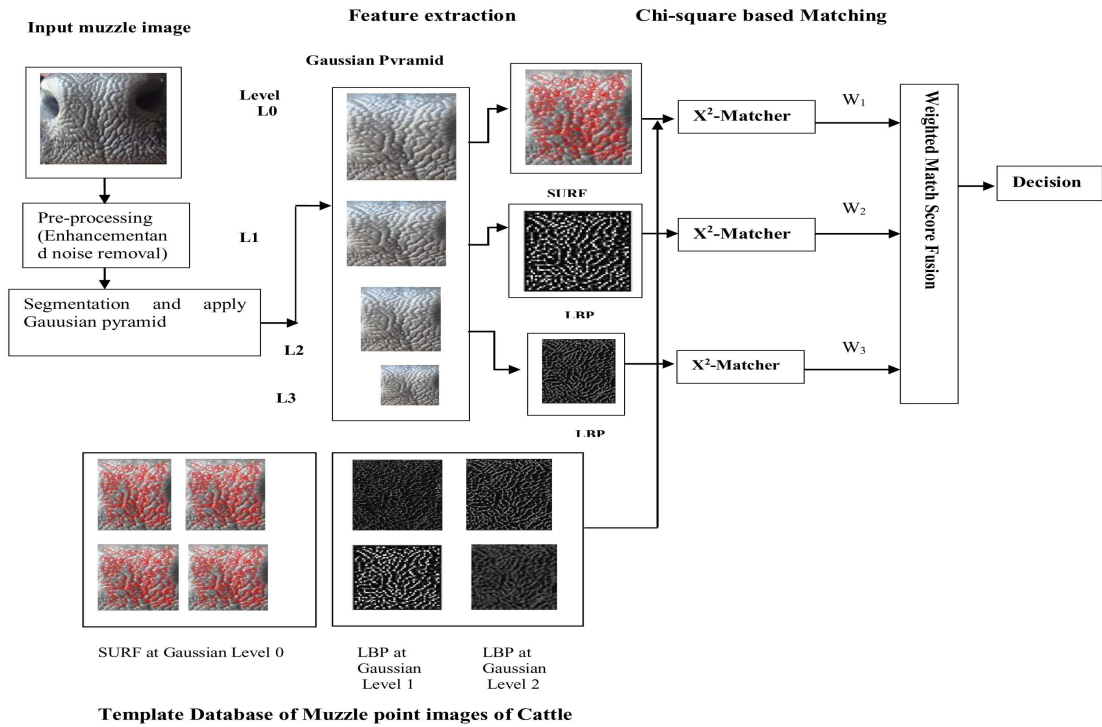 Feature extraction
Chi-square based Matching
Input muzzle image
Gaussian Pyramid
Level
L0
L1
L2
L3
Pre-processing
(Enhancementan
d noise removal)
Segmentation and apply
Gauusian pyramid
SURF
LBP
LBP
X²-Matcher
X²-Matcher
X²-Matcher
W₁
W₂
W₃
Weighted Match Score Fusion
Decision
SURF at Gaussian Level 0
LBP at
Gaussian
Level 1
LBP at
Gaussian
Level 2
Template Database of Muzzle point images of Cattle